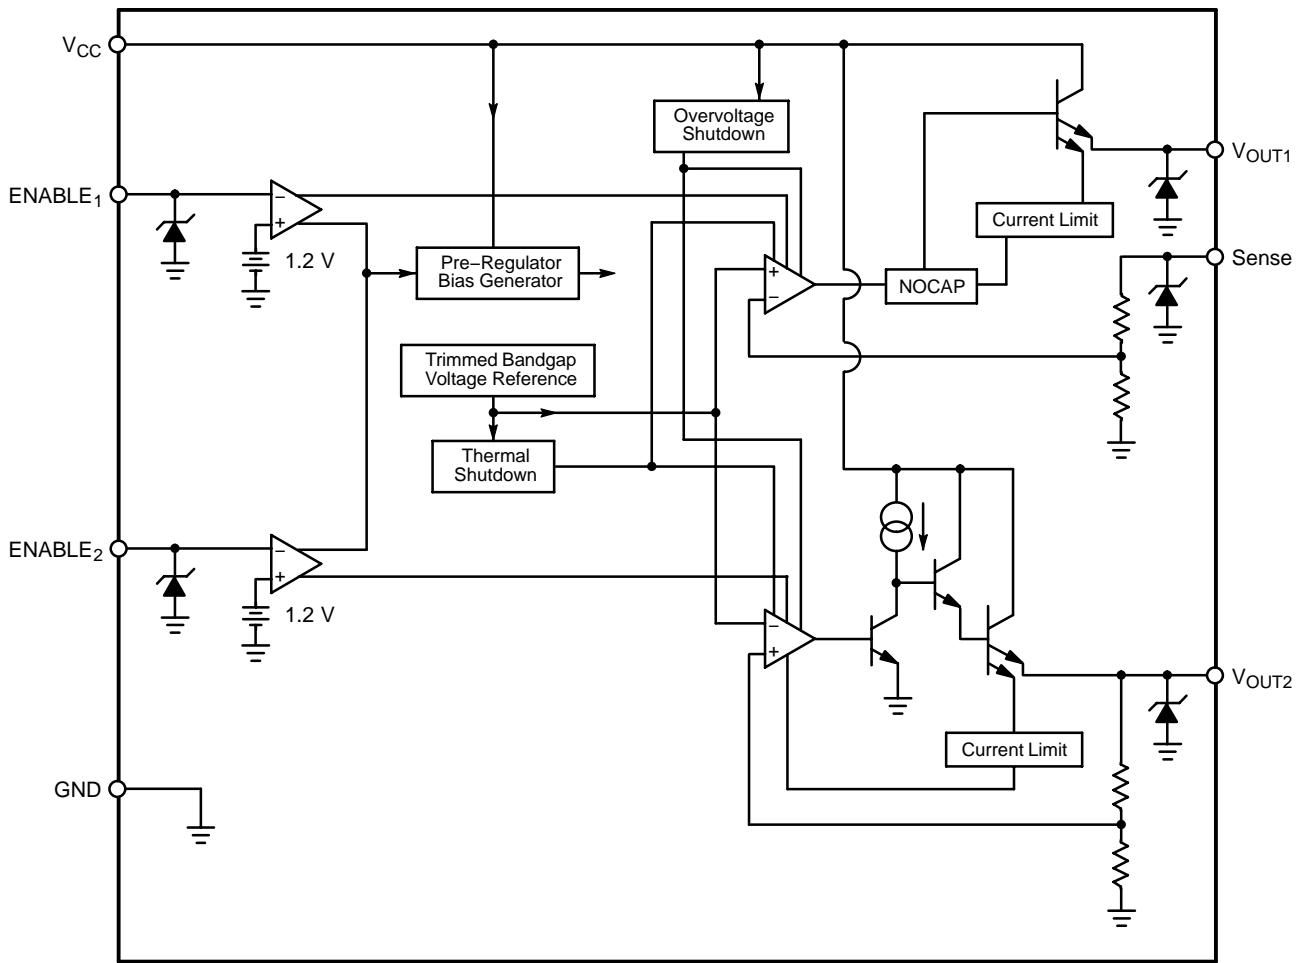 VCC
Overvoltage
Shutdown
VOUT1
ENABLE1
−
+
1.2 V
Current Limit
Pre−Regulator
Bias Generator
+
−
NOCAP
Sense
Trimmed Bandgap
Voltage Reference
Thermal
Shutdown
ENABLE2
−
+
1.2 V
−
+
VOUT2
Current Limit
GND